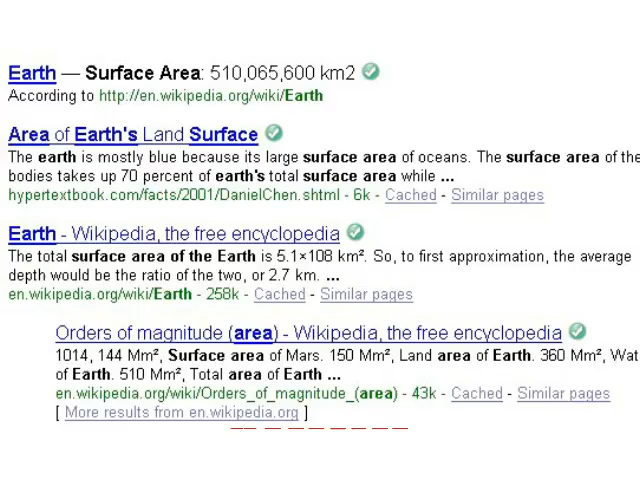 Earth — Surface Area: 510,065,600 km2
According to http://en.wikipedia.org/wiki/Earth
Area of Earth's Land Surface
The earth is mostly blue because its large surface area of oceans. The surface area of the
bodies takes up 70 percent of earth's total surface area while ...
hypertextbook.com/facts/2001/DanielChen.shtml - 6k - Cached - Similar pages
Earth - Wikipedia, the free encyclopedia
The total surface area of the Earth is 5.1×108 km². So, to first approximation, the average
depth would be the ratio of the two, or 2.7 km. ...
en.wikipedia.org/wiki/Earth - 258k - Cached - Similar pages
Orders of magnitude (area) - Wikipedia, the free encyclopedia
1014, 144 Mm², Surface area of Mars. 150 Mm², Land area of Earth. 360 Mm², Wat
of Earth. 510 Mm², Total area of Earth ...
en.wikipedia.org/wiki/Orders_of_magnitude_(area) - 43k - Cached - Similar pages
[ More results from en.wikipedia.org ]